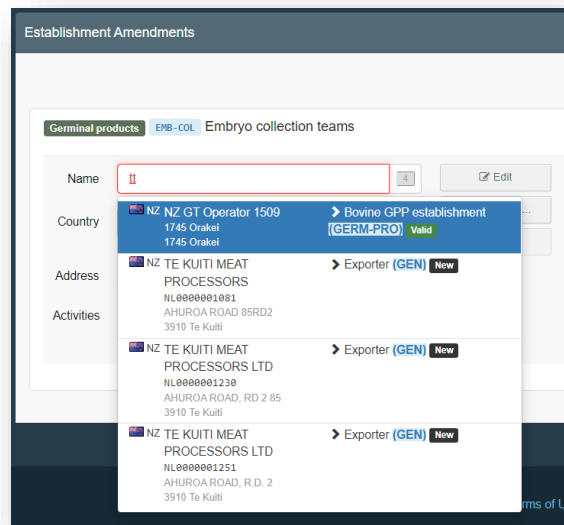 Establishment Amendments
Germinal products EMB-COL Embryo collection teams
Name tt 4 Edit
Country ...
Address
Activities
NZ NZ GT Operator 1509 Bovine GPP establishment
1745 Orakei (GERM-PRO) Valid
1745 Orakei
NZ TE KUITI MEAT Exporter (GEN) New
PROCESSORS
NL0000001081
AHUROA ROAD 85RD2
3910 Te Kuiti
NZ TE KUITI MEAT Exporter (GEN) New
PROCESSORS LTD
NL0000001230
AHUROA ROAD, RD 2 85
3910 Te Kuiti
NZ TE KUITI MEAT Exporter (GEN) New
PROCESSORS LTD
NL0000001251
AHUROA ROAD, R.D. 2
3910 Te Kuiti
rms of U